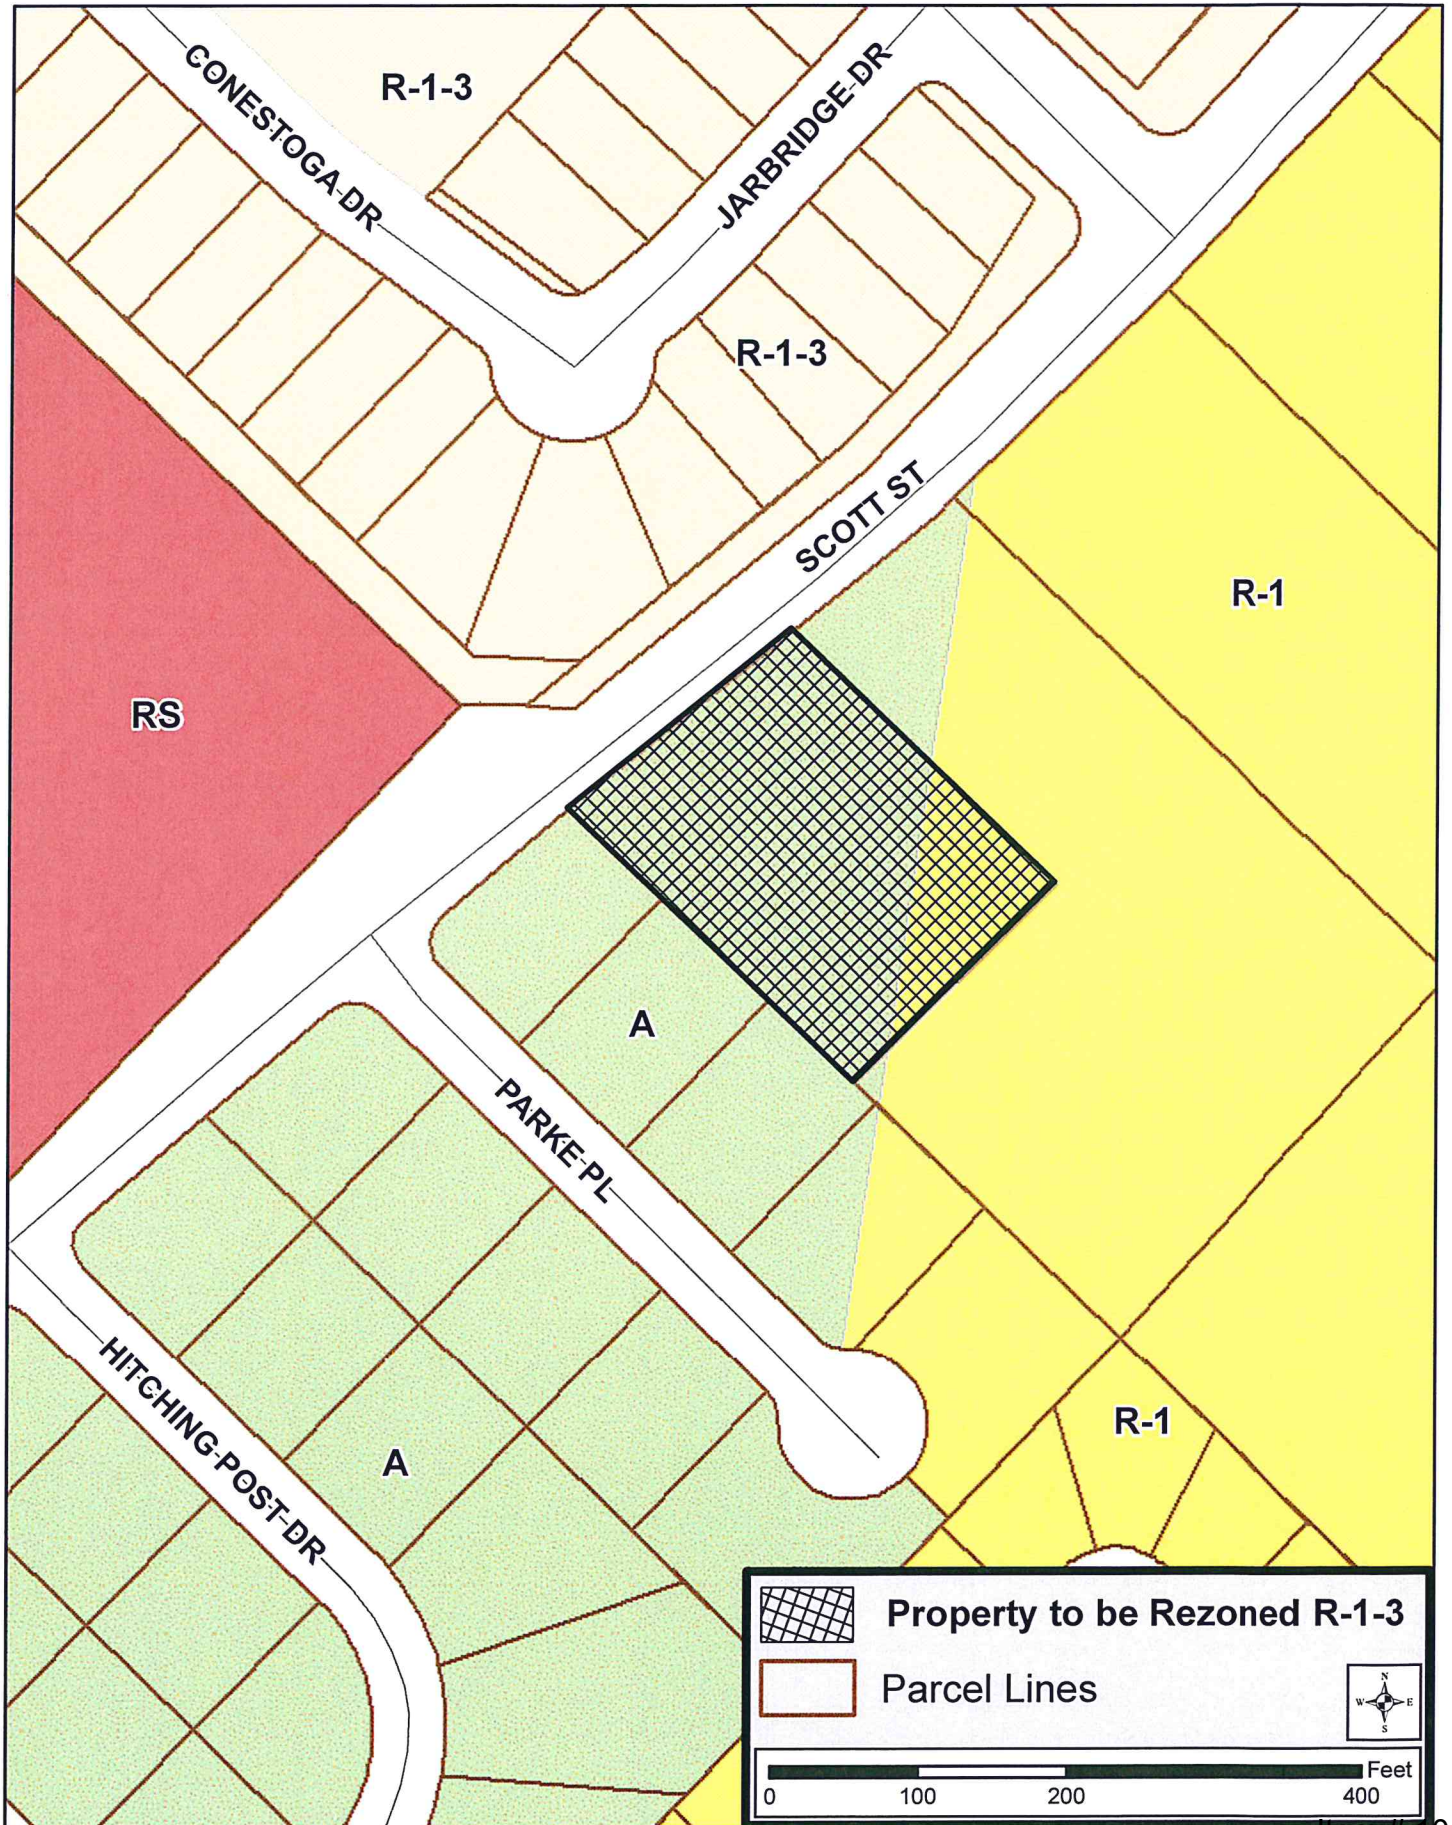 CONESTOGA DR
R-1-3
JARBRIDGE DR
R-1-3
SCOTT ST
R-1
RS
A
PARKE PL
HITCHING POST DR
A
R-1
Property to be Rezoned R-1-3
Parcel Lines
N
W E
S
Feet
0 100 200 400